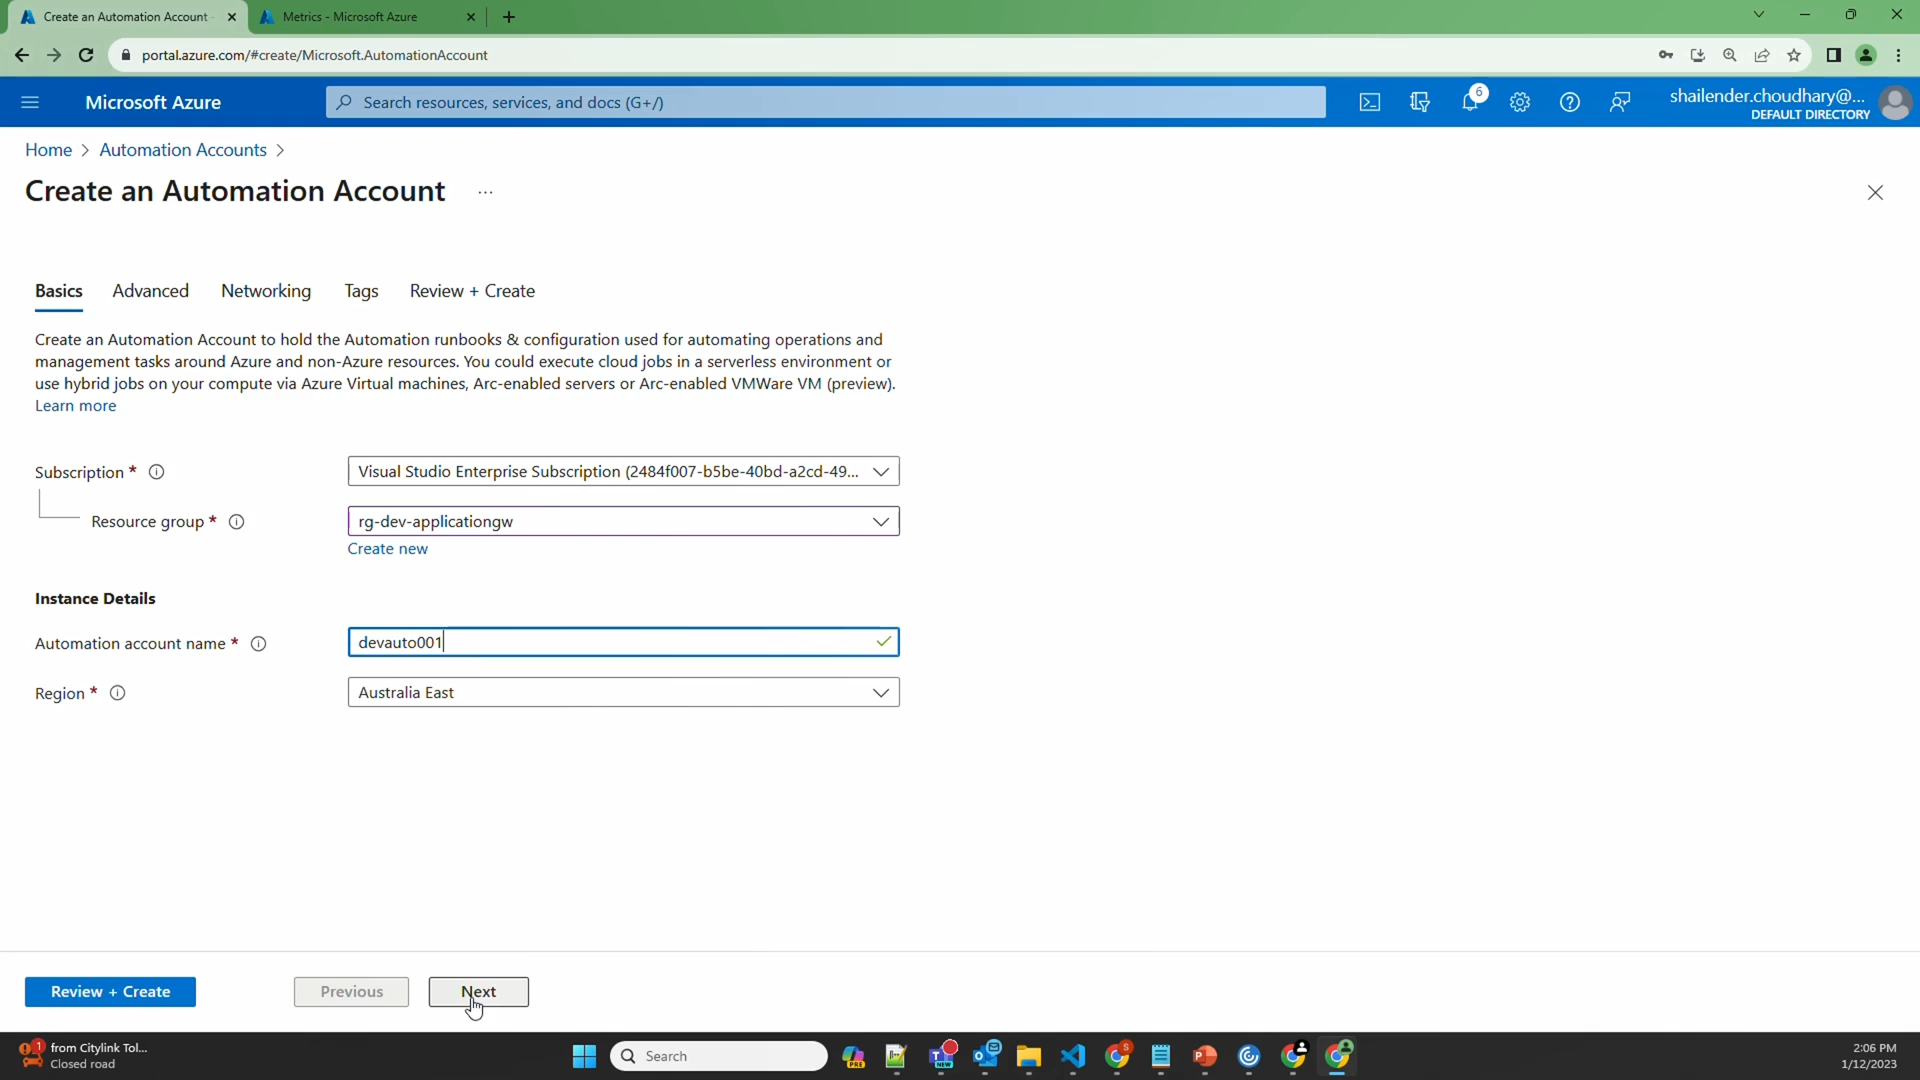 Create an Automation Account
Metrics - Microsoft Azure
portal.azure.com/#create/Microsoft.AutomationAccount
Microsoft Azure
Search resources, services, and docs (G+/)
6
shailender.choudhary@...
DEFAULT DIRECTORY
Home > Automation Accounts >
Create an Automation Account ...
Basics Advanced Networking Tags Review + Create
Create an Automation Account to hold the Automation runbooks & configuration used for automating operations and
management tasks around Azure and non-Azure resources. You could execute cloud jobs in a serverless environment or
use hybrid jobs on your compute via Azure Virtual machines, Arc-enabled servers or Arc-enabled VMWare VM (preview).
Learn more
Subscription * Visual Studio Enterprise Subscription (2484f007-b5be-40bd-a2cd-49...
Resource group * rg-dev-applicationgw
Create new
Instance Details
Automation account name * devauto001
Region * Australia East
Review + Create Previous Next
1 from Citylink Tol...
Closed road
Search
PRE
NEW
S
2:06 PM
1/12/2023